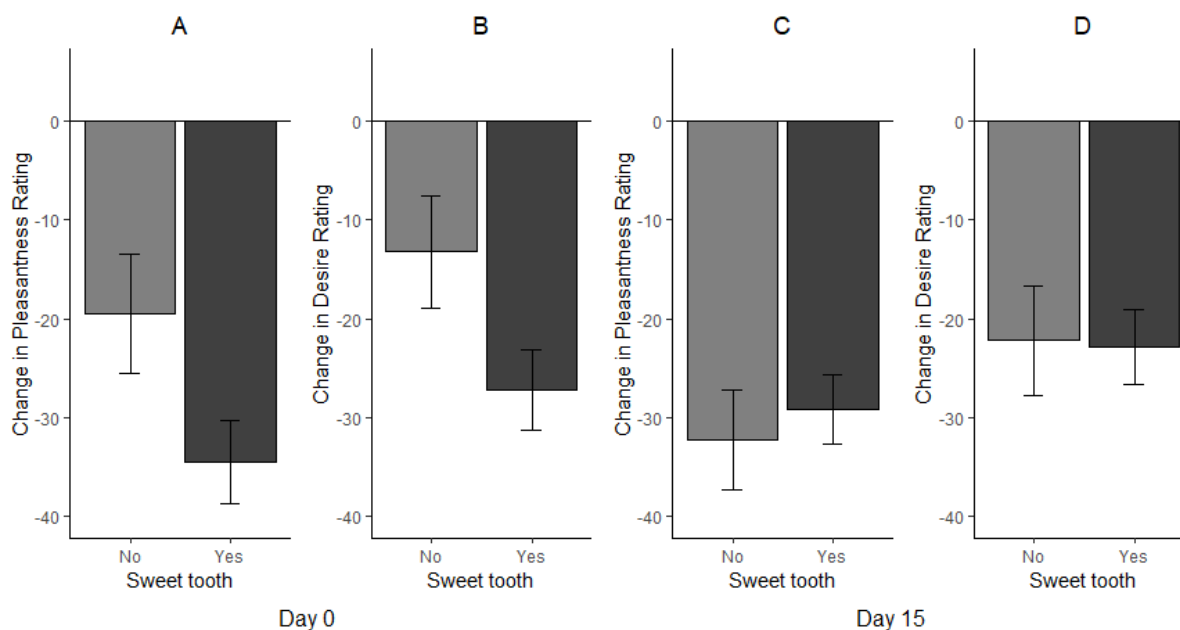 A
B
C
D
Change in Pleasantness Rating
0
-10
-20
-30
-40
No
Yes
Sweet tooth
Change in Desire Rating
0
-10
-20
-30
-40
No
Yes
Sweet tooth
Day 0
Change in Pleasantness Rating
0
-10
-20
-30
-40
No
Yes
Sweet tooth
Change in Desire Rating
0
-10
-20
-30
-40
No
Yes
Sweet tooth
Day 15